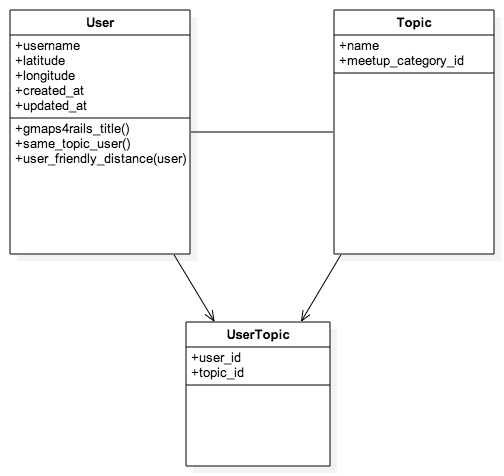 User
+username
+latitude
+longitude
+created_at
+updated_at
+gmaps4rails_title()
+same_topic_user()
+user_friendly_distance(user)
Topic
+name
+meetup_category_id
UserTopic
+user_id
+topic_id